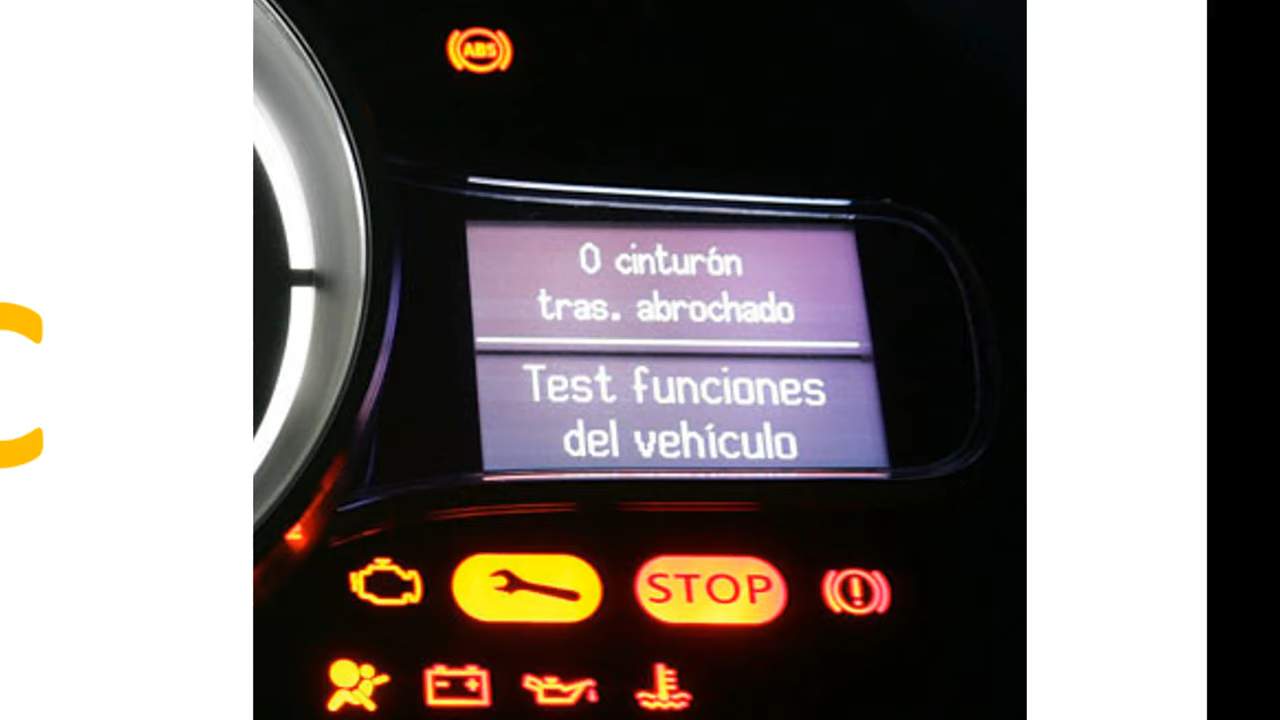 ABS
0 cinturón
tras. abrochado
Test funciones
del vehículo
STOP